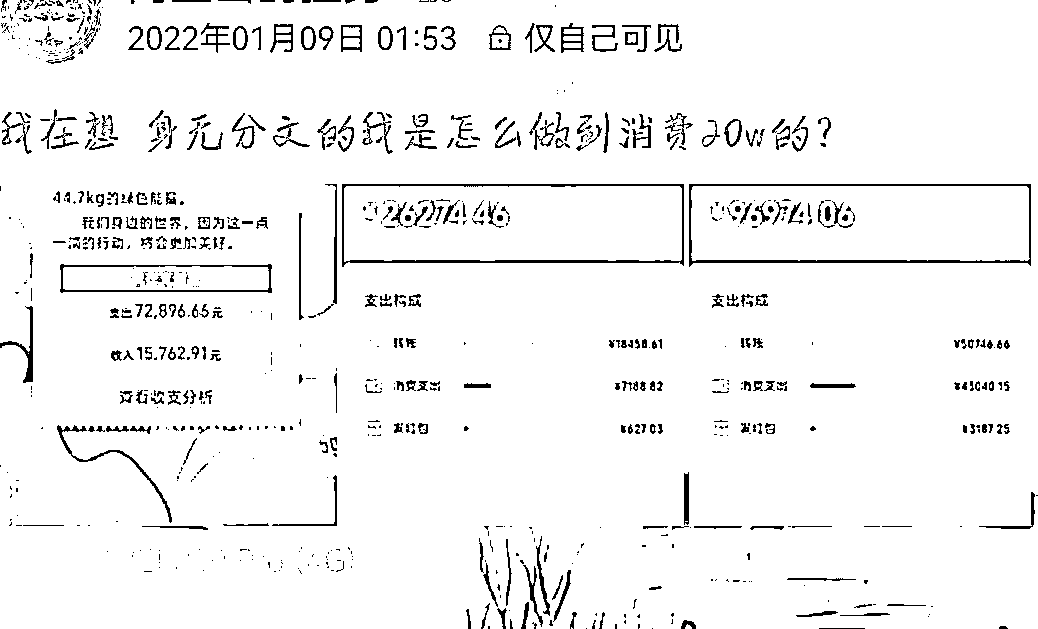 2022年01月09日 01:53 仅自己可见
我在想 身无分文的我是怎么做到消费20w的？
44.7kg的绿色能量。
我们身边的世界，因为这一点
一滴的行动，将会更加美好。
支出72,896.65元
收入15,762.91元
查看收支分析
26274.46
支出构成
转账 ¥18458.61
消费支出 ¥7188.82
发红包 ¥627.03
96974.06
支出构成
转账 ¥50746.66
消费支出 ¥43040.15
发红包 ¥3187.25